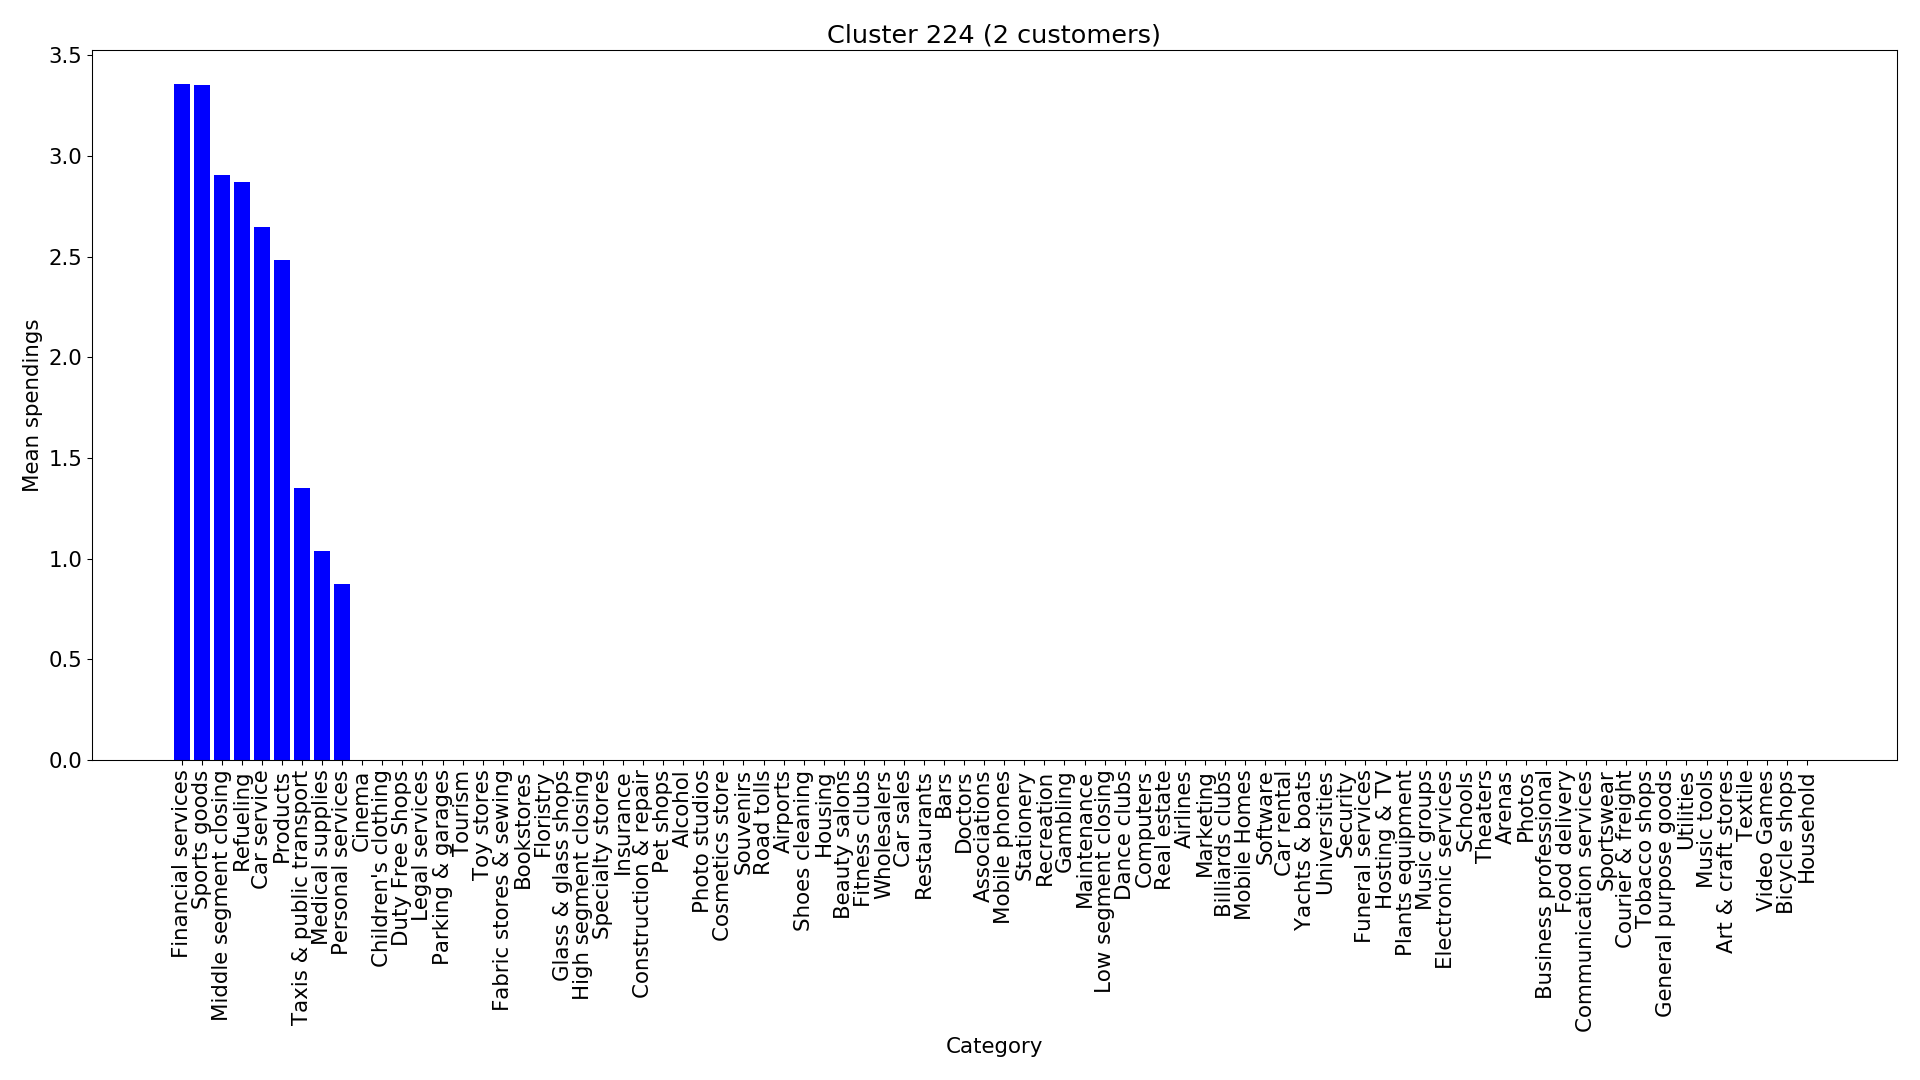 Cluster 224 (2 customers)
3.5
3.0
2.5
2.0
1.5
1.0
0.5
0.0
Mean spendings
Financial services
Sports goods
Middle segment closing
Refueling
Car service
Products
Taxis & public transport
Medical supplies
Personal services
Cinema
Children's clothing
Duty Free Shops
Legal services
Parking & garages
Tourism
Toy stores
Fabric stores & sewing
Bookstores
Floristry
Glass & glass shops
High segment closing
Specialty stores
Insurance
Construction & repair
Pet shops
Alcohol
Photo studios
Cosmetics store
Souvenirs
Road tolls
Airports
Shoes cleaning
Housing
Beauty salons
Fitness clubs
Wholesalers
Car sales
Restaurants
Bars
Doctors
Associations
Mobile phones
Stationery
Recreation
Gambling
Maintenance
Low segment closing
Dance clubs
Computers
Real estate
Airlines
Marketing
Billiards clubs
Mobile Homes
Software
Car rental
Yachts & boats
Universities
Security
Funeral services
Hosting & TV
Plants equipment
Music groups
Electronic services
Schools
Theaters
Arenas
Photos
Business professional
Food delivery
Communication services
Sportswear
Courier & freight
Tobacco shops
General purpose goods
Utilities
Music tools
Art & craft stores
Textile
Video Games
Bicycle shops
Household
Category